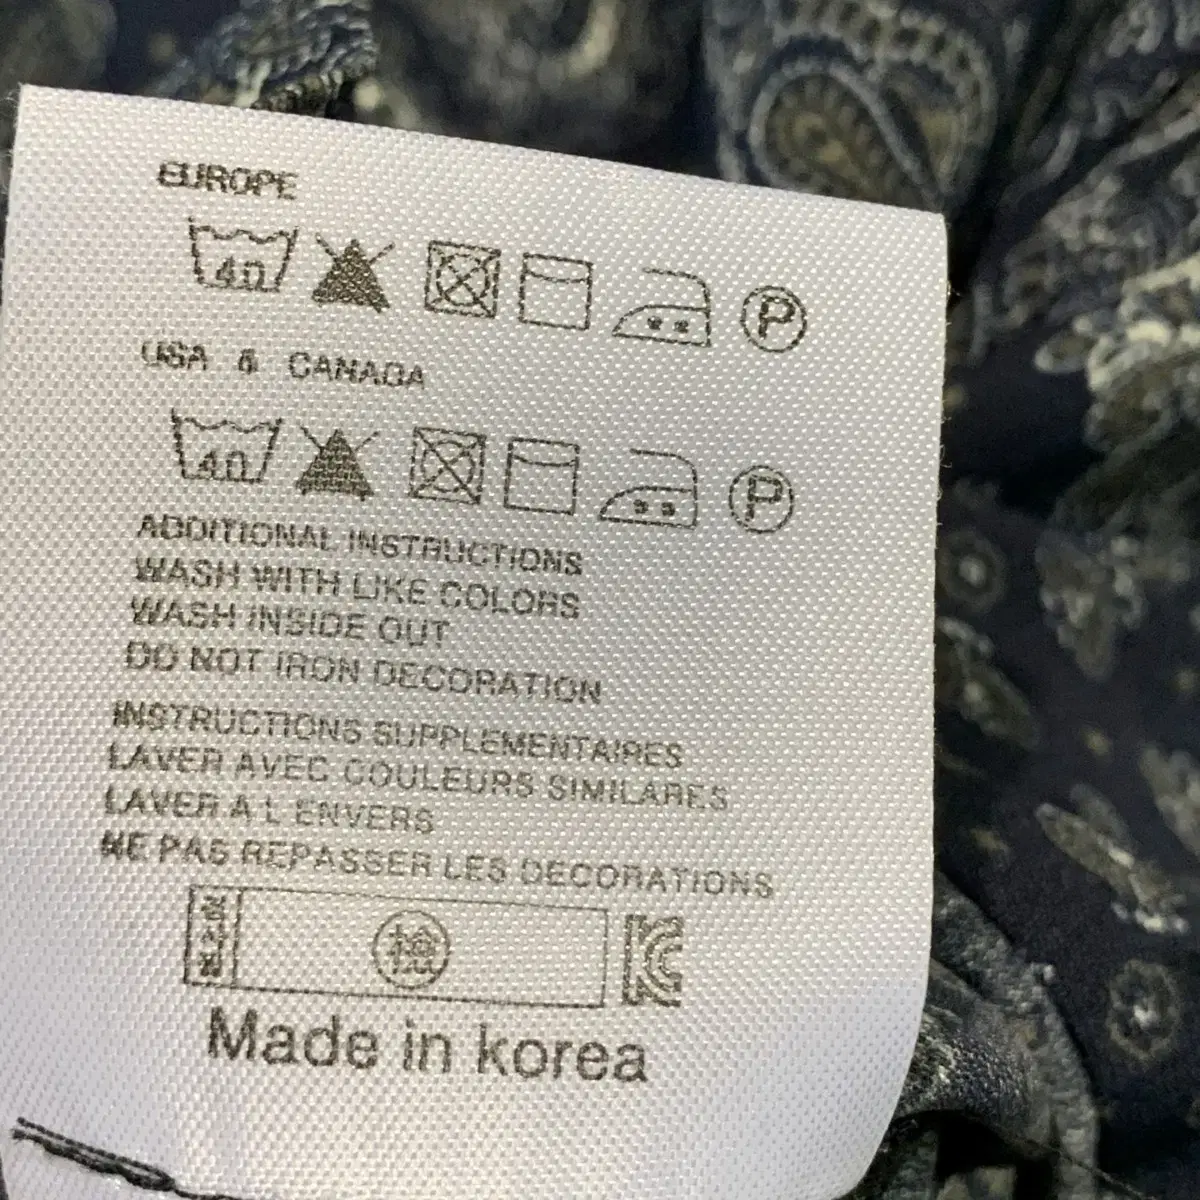 EUROPE
40 P
USA & CANADA
40 P
ADDITIONAL INSTRUCTIONS
WASH WITH LIKE COLORS
WASH INSIDE OUT
DO NOT IRON DECORATION
INSTRUCTIONS SUPPLEMENTAIRES
LAVER AVEC COULEURS SIMILARES
LAVER A L ENVERS
NE PAS REPASSER LES DECORATIONS
檢 KC
Made in korea